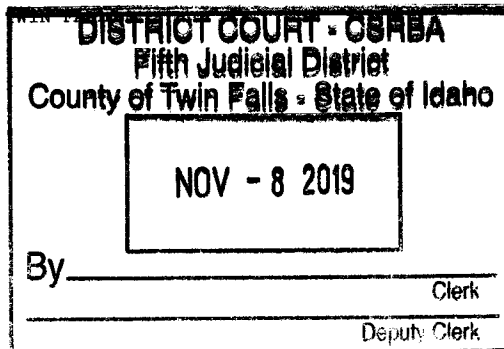 DISTRICT COURT - CSRBA
Fifth Judicial District
County of Twin Falls - State of Idaho
NOV - 8 2019
By
Clerk
Deputy Clerk